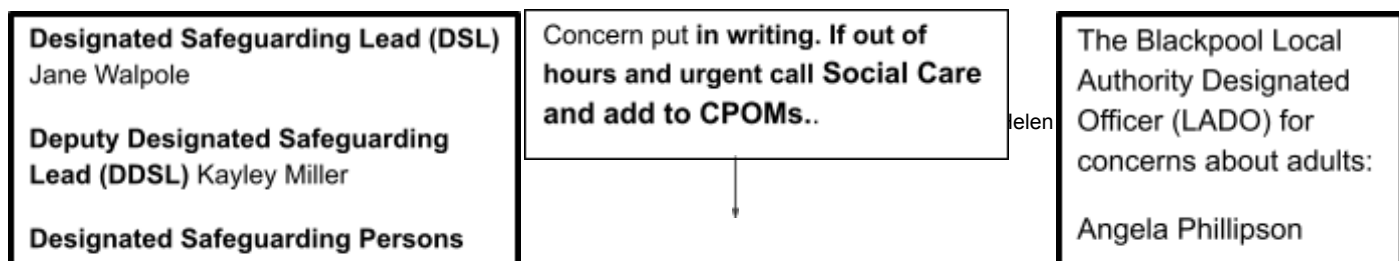 Designated Safeguarding Lead (DSL)
Jane Walpole
Deputy Designated Safeguarding
Lead (DDSL) Kayley Miller
Designated Safeguarding Persons
Concern put in writing. If out of
hours and urgent call Social Care
and add to CPOMs..
The Blackpool Local
Authority Designated
Officer (LADO) for
concerns about adults:
Angela Phillipson